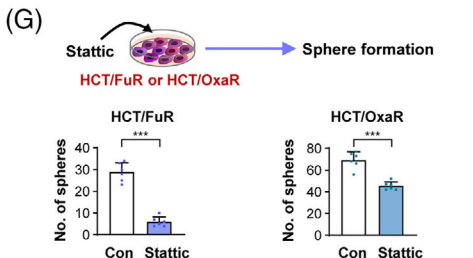 (G)
Stattic
Sphere formation
HCT/FuR or HCT/OxaR
HCT/FuR
***
No. of spheres
40
30
20
10
0
Con Stattic
HCT/OxaR
***
No. of spheres
80
60
40
20
0
Con Stattic